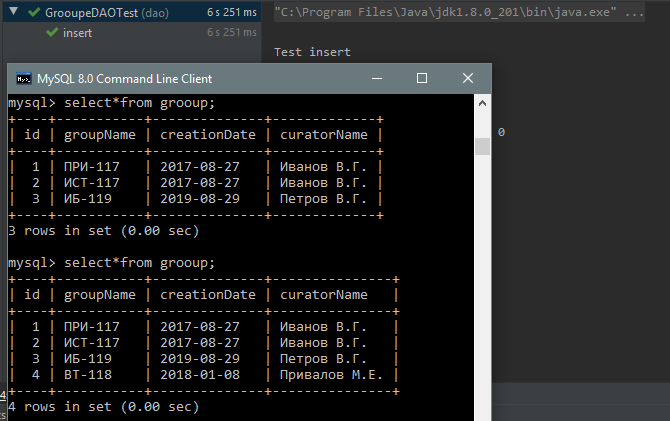 GrooupeDAOTest (dao) 6 s 251 ms
insert 6 s 251 ms
"C:\Program Files\Java\jdk1.8.0_201\bin\java.exe" ...
Test insert
MySQL 8.0 Command Line Client
mysql> select*from grooup;
+----+-----------+--------------+-------------+
| id | groupName | creationDate | curatorName |
+----+-----------+--------------+-------------+
| 1 | ПРИ-117 | 2017-08-27 | Иванов В.Г. |
| 2 | ИСТ-117 | 2017-08-27 | Иванов В.Г. |
| 3 | ИБ-119 | 2019-08-29 | Петров В.Г. |
+----+-----------+--------------+-------------+
3 rows in set (0.00 sec)
0
mysql> select*from grooup;
+----+-----------+--------------+---------------+
| id | groupName | creationDate | curatorName |
+----+-----------+--------------+---------------+
| 1 | ПРИ-117 | 2017-08-27 | Иванов В.Г. |
| 2 | ИСТ-117 | 2017-08-27 | Иванов В.Г. |
| 3 | ИБ-119 | 2019-08-29 | Петров В.Г. |
| 4 | ВТ-118 | 2018-01-08 | Привалов М.Е. |
+----+-----------+--------------+---------------+
4 rows in set (0.00 sec)